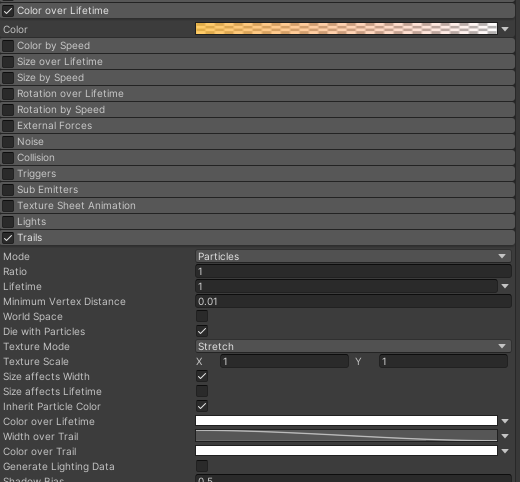 Color over Lifetime
Color
Color by Speed
Size over Lifetime
Size by Speed
Rotation over Lifetime
Rotation by Speed
External Forces
Noise
Collision
Triggers
Sub Emitters
Texture Sheet Animation
Lights
Trails
Mode Particles
Ratio 1
Lifetime 1
Minimum Vertex Distance 0.01
World Space
Die with Particles
Texture Mode Stretch
Texture Scale X 1 Y 1
Size affects Width
Size affects Lifetime
Inherit Particle Color
Color over Lifetime
Width over Trail
Color over Trail
Generate Lighting Data
Shadow Bias 0.5